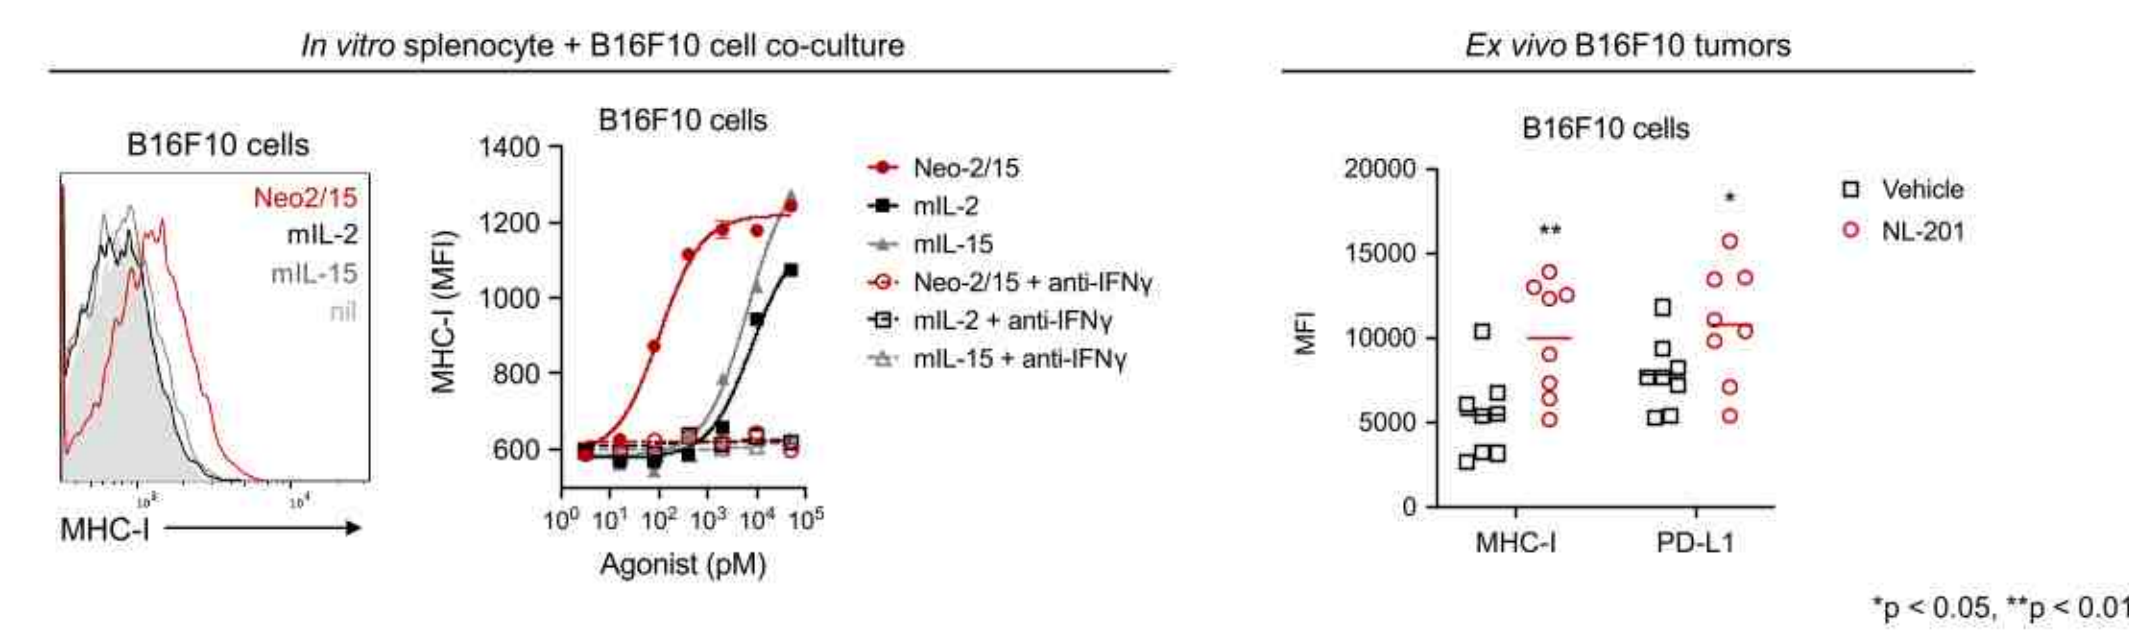 In vitro splenocyte + B16F10 cell co-culture
Ex vivo B16F10 tumors
B16F10 cells
Neo2/15
mIL-2
mIL-15
nil
10³
10⁴
MHC-I
B16F10 cells
MHC-I (MFI)
1400
1200
1000
800
600
10⁰ 10¹ 10² 10³ 10⁴ 10⁵
Agonist (pM)
Neo-2/15
mIL-2
mIL-15
Neo-2/15 + anti-IFNγ
mIL-2 + anti-IFNγ
mIL-15 + anti-IFNγ
B16F10 cells
MFI
20000
15000
10000
5000
0
**
*
MHC-I PD-L1
Vehicle
NL-201
*p < 0.05, **p < 0.01